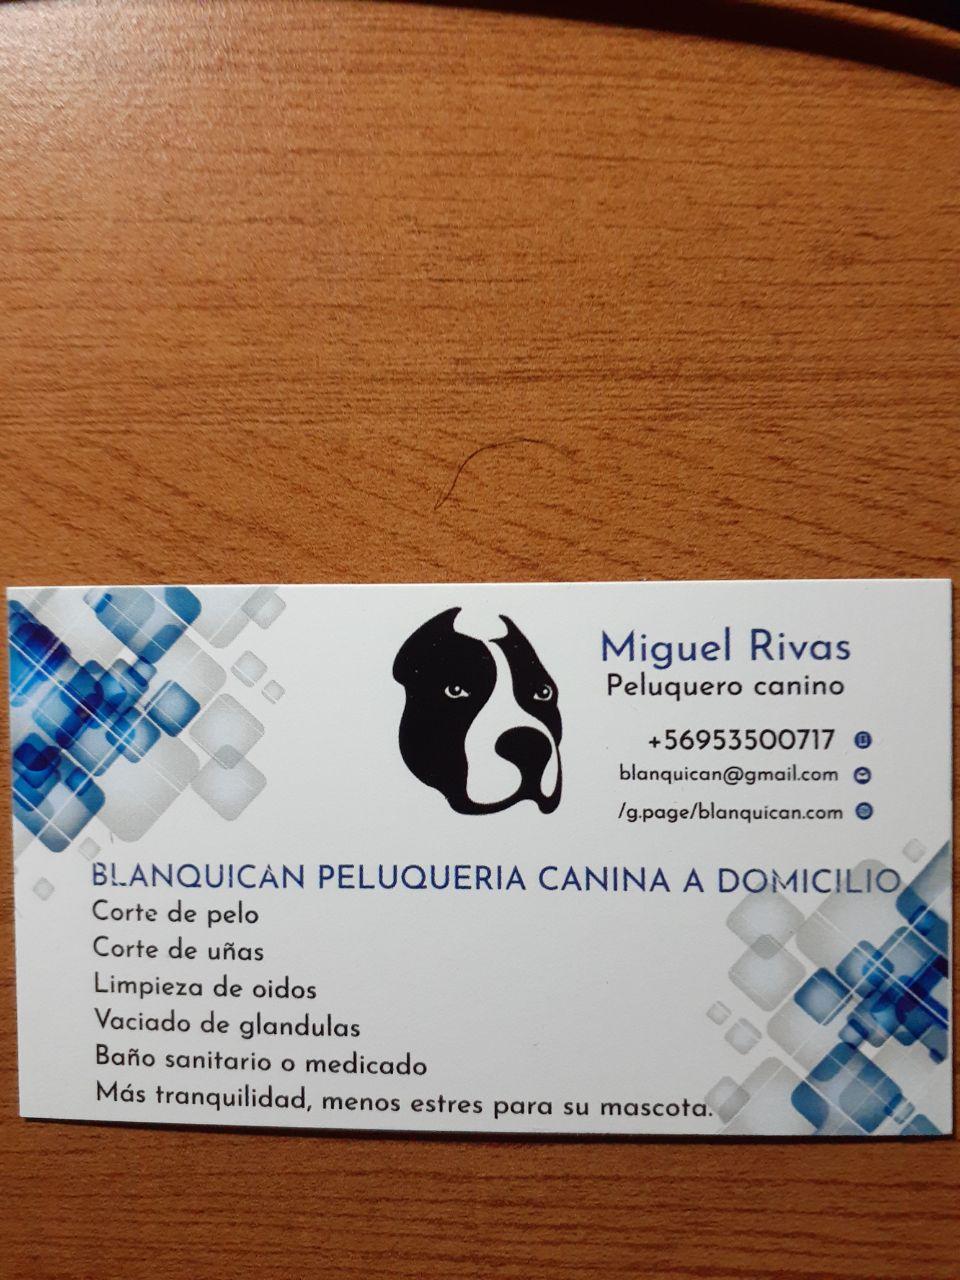 Miguel Rivas
Peluquero canino
+56953500717
blanquican@gmail.com
/g.page/blanquican.com
BLANQUICAN PELUQUERIA CANINA A DOMICILIO
Corte de pelo
Corte de uñas
Limpieza de oidos
Vaciado de glandulas
Baño sanitario o medicado
Más tranquilidad, menos estres para su mascota.